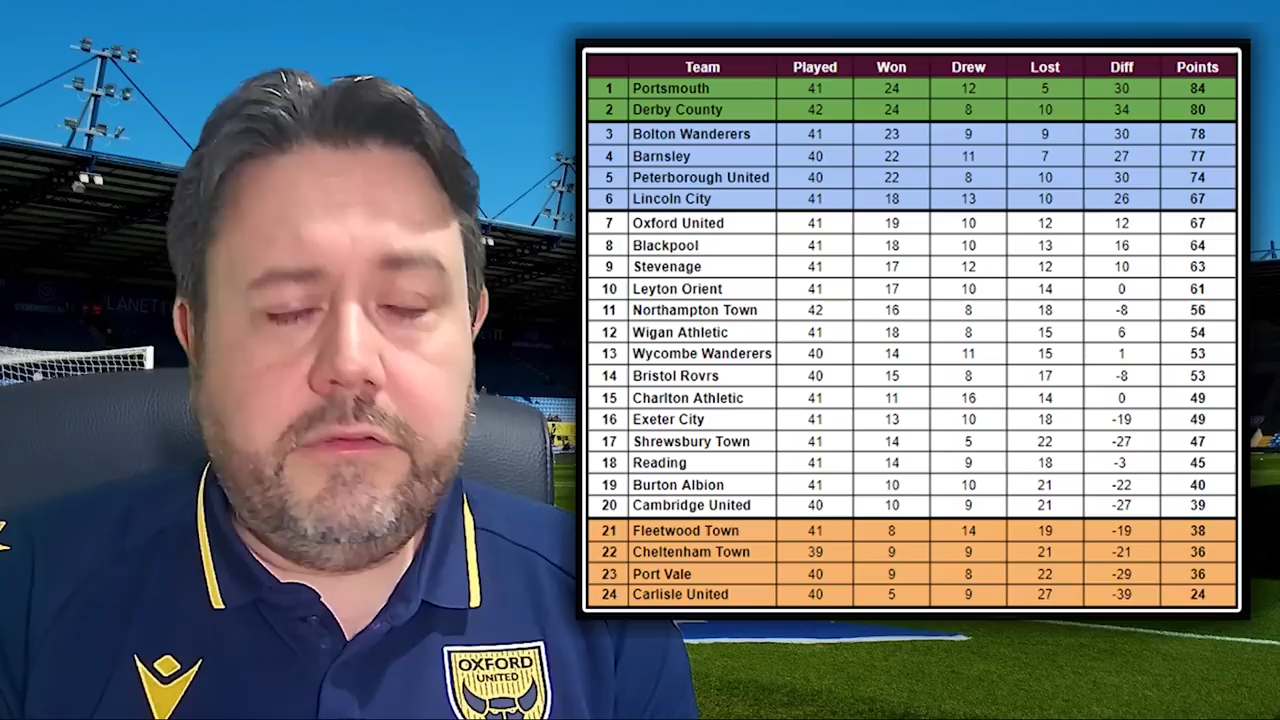 Team Played Won Drew Lost Diff Points
1 Portsmouth 41 24 12 5 30 84
2 Derby County 42 24 8 10 34 80
3 Bolton Wanderers 41 23 9 9 30 78
4 Barnsley 40 22 11 7 27 77
5 Peterborough United 40 22 8 10 30 74
6 Lincoln City 41 18 13 10 26 67
7 Oxford United 41 19 10 12 12 67
8 Blackpool 41 18 10 13 16 64
9 Stevenage 41 17 12 12 10 63
10 Leyton Orient 41 17 10 14 0 61
11 Northampton Town 42 16 8 18 -8 56
12 Wigan Athletic 41 18 8 15 6 54
13 Wycombe Wanderers 40 14 11 15 1 53
14 Bristol Rovrs 40 15 8 17 -8 53
15 Charlton Athletic 41 11 16 14 0 49
16 Exeter City 41 13 10 18 -19 49
17 Shrewsbury Town 41 14 5 22 -27 47
18 Reading 41 14 9 18 -3 45
19 Burton Albion 41 10 10 21 -22 40
20 Cambridge United 40 10 9 21 -27 39
21 Fleetwood Town 41 8 14 19 -19 38
22 Cheltenham Town 39 9 9 21 -21 36
23 Port Vale 40 9 8 22 -29 36
24 Carlisle United 40 5 9 27 -39 24
OXFORD
UNITED